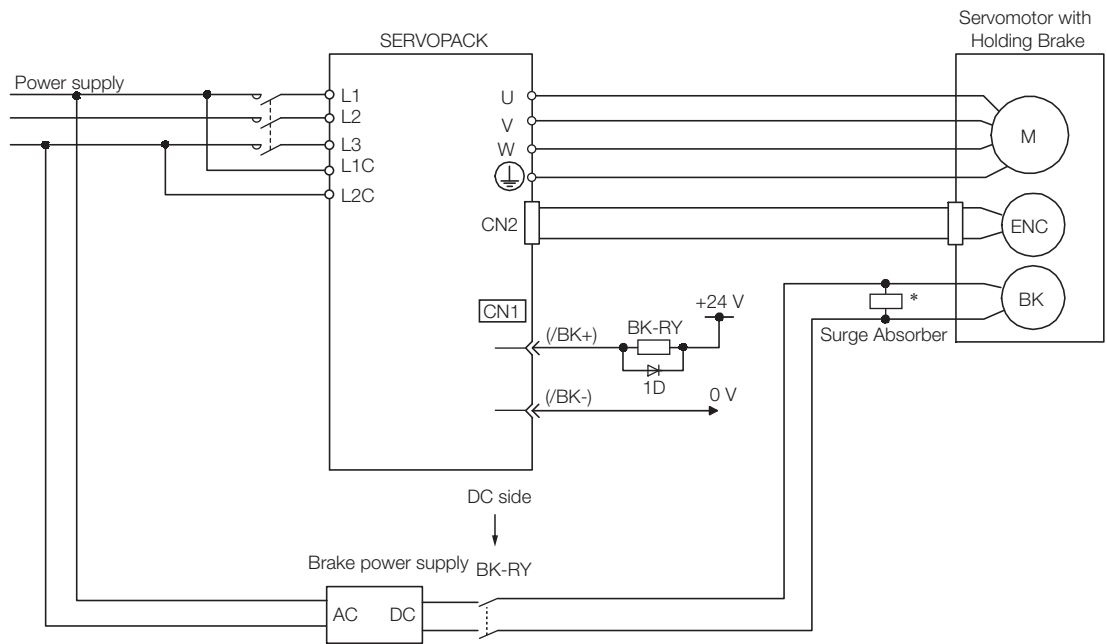 Servomotor with
Holding Brake
SERVOPACK
Power supply
L1
L2
L3
L1C
L2C
U
V
W
M
CN2
ENC
CN1
BK
*
Surge Absorber
+24 V
(/BK+)
BK-RY
1D
(/BK-)
0 V
DC side
Brake power supply
BK-RY
AC
DC